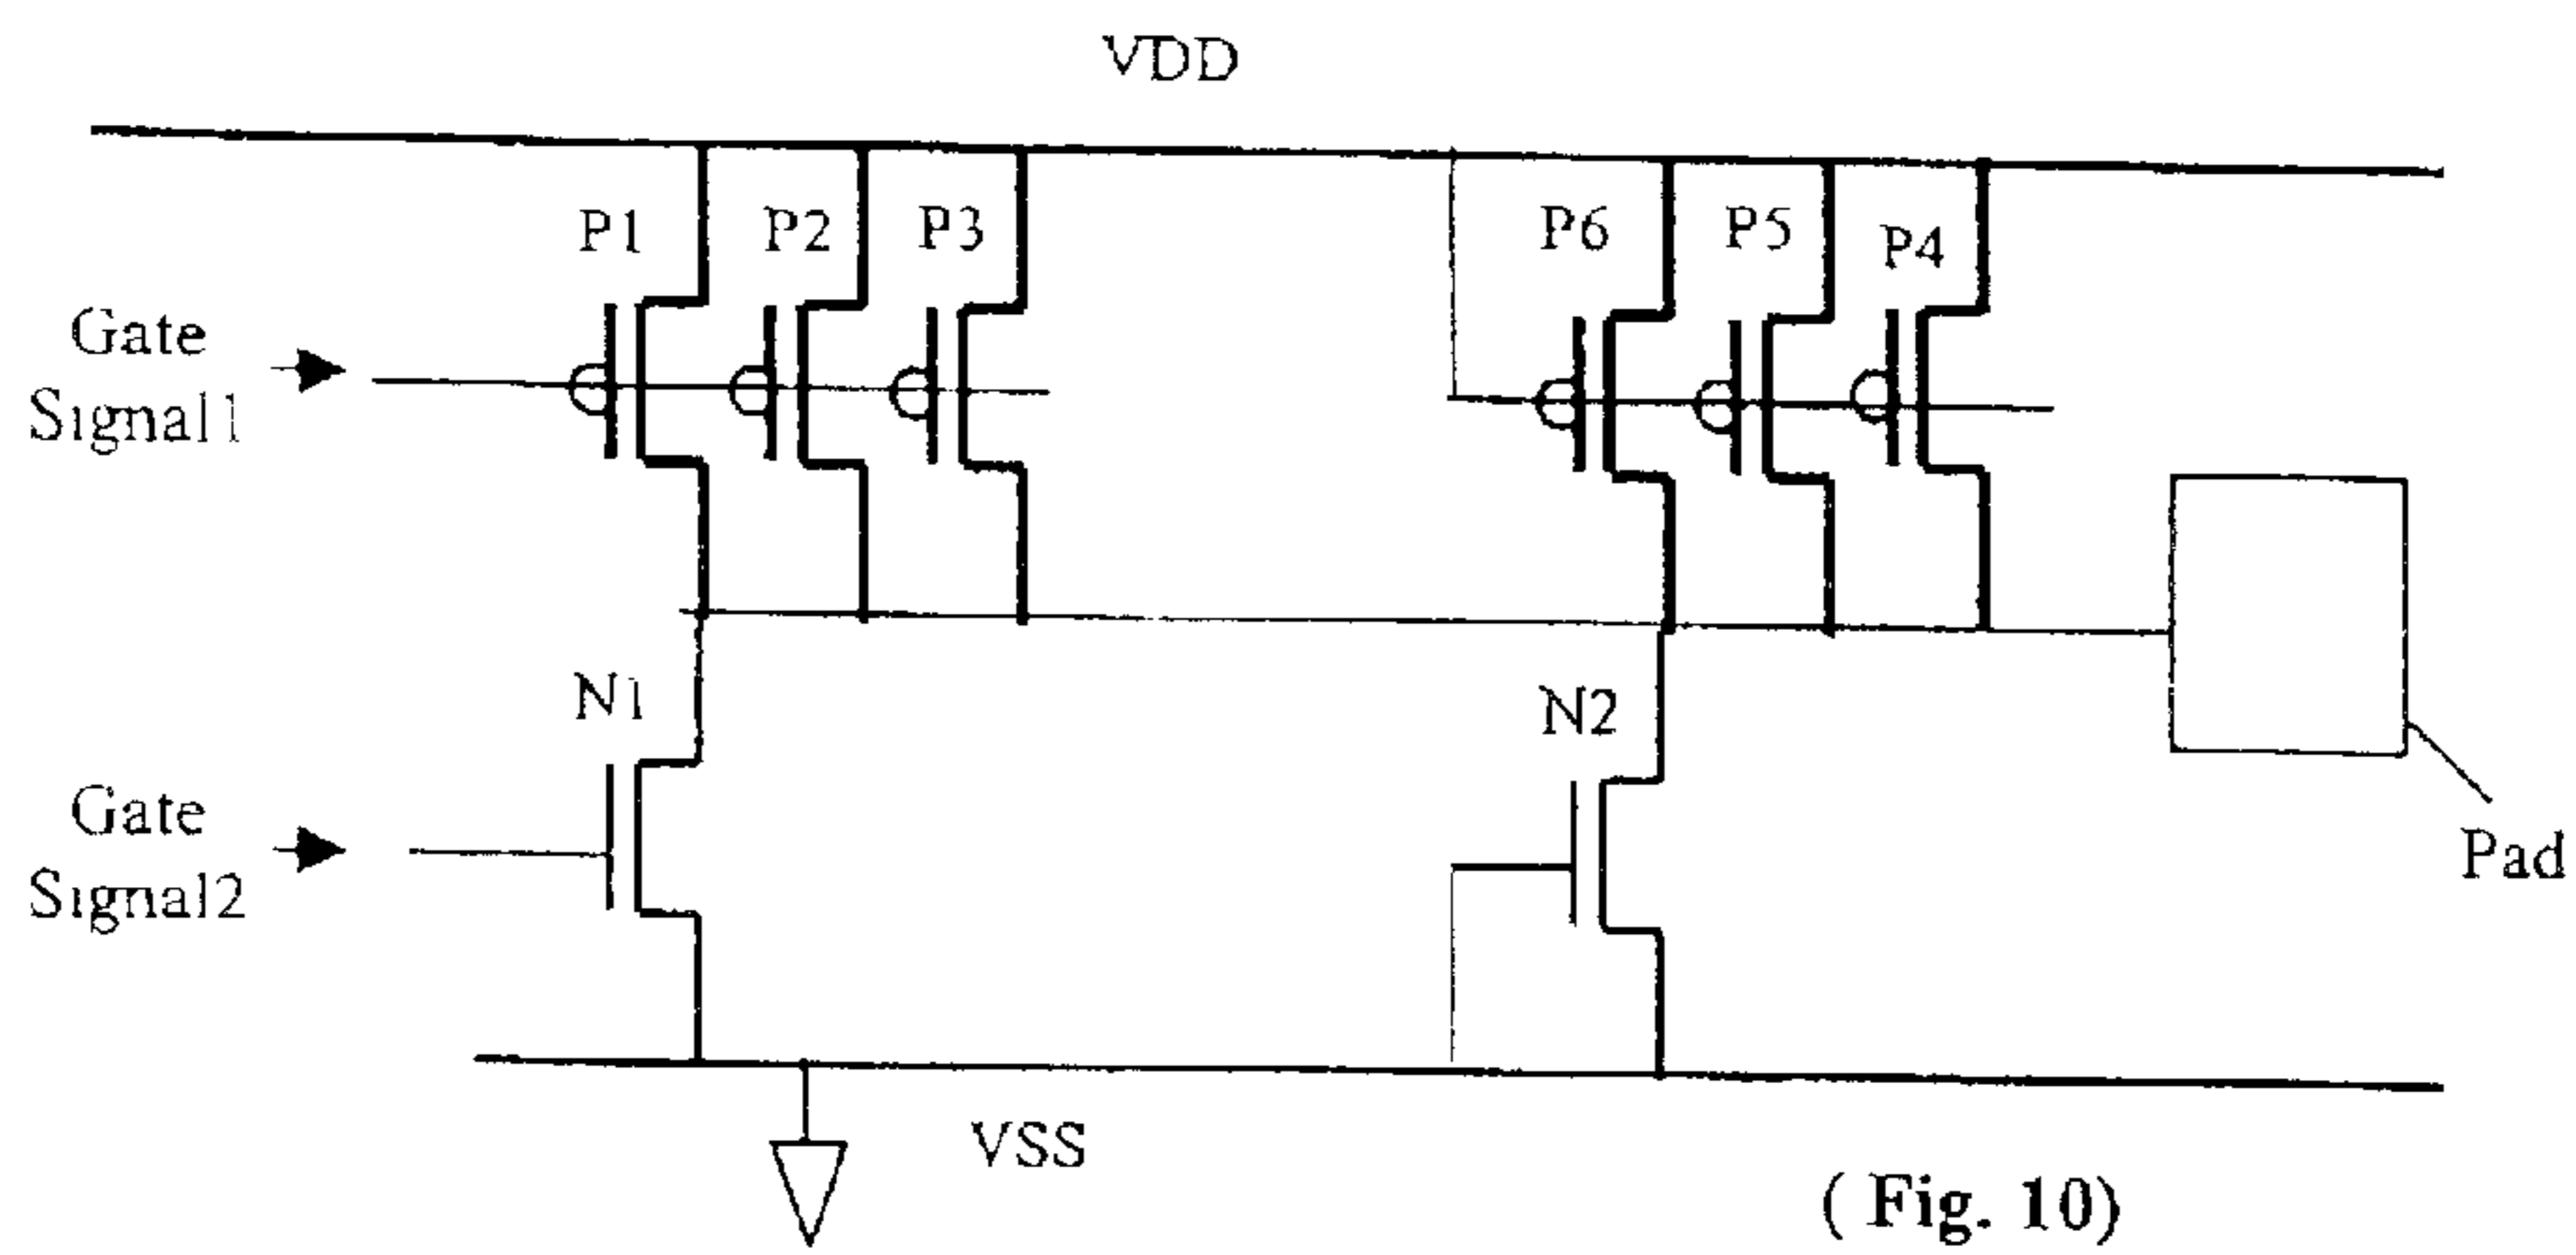 VDD
P1
P2
P3
P6
P5
P4
Gate
Signal1
N1
N2
Gate
Signal2
Pad
VSS
( Fig. 10)